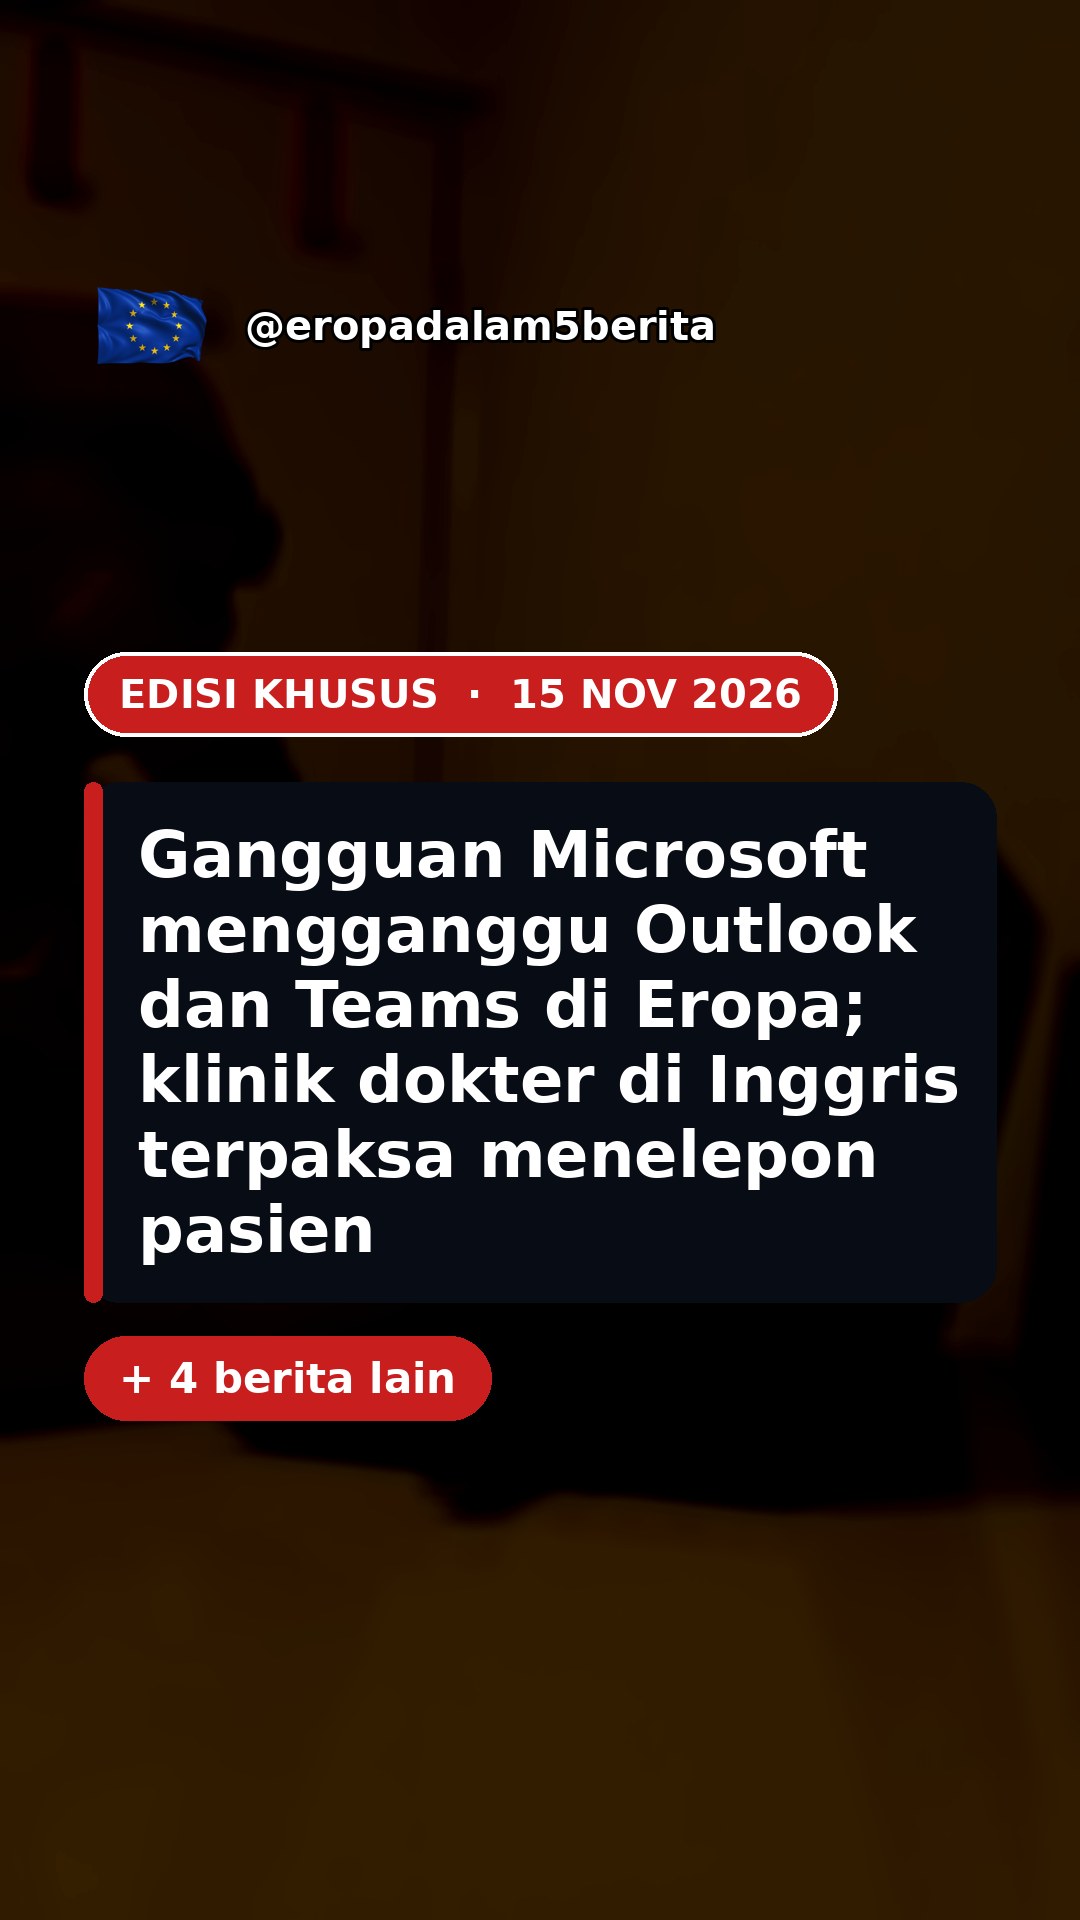 @eropadalam5berita
EDISI KHUSUS · 15 NOV 2026
Gangguan Microsoft
mengganggu Outlook
dan Teams di Eropa;
klinik dokter di Inggris
terpaksa menelepon
pasien
+ 4 berita lain